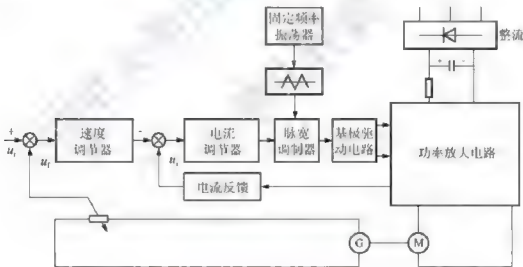 固定频率
振荡器
整流
+
-
+
-
速度
调节器
电流
调节器
脉宽
调制器
基极驱
动电路
功率放大电路
u_f
电流反馈
G
M